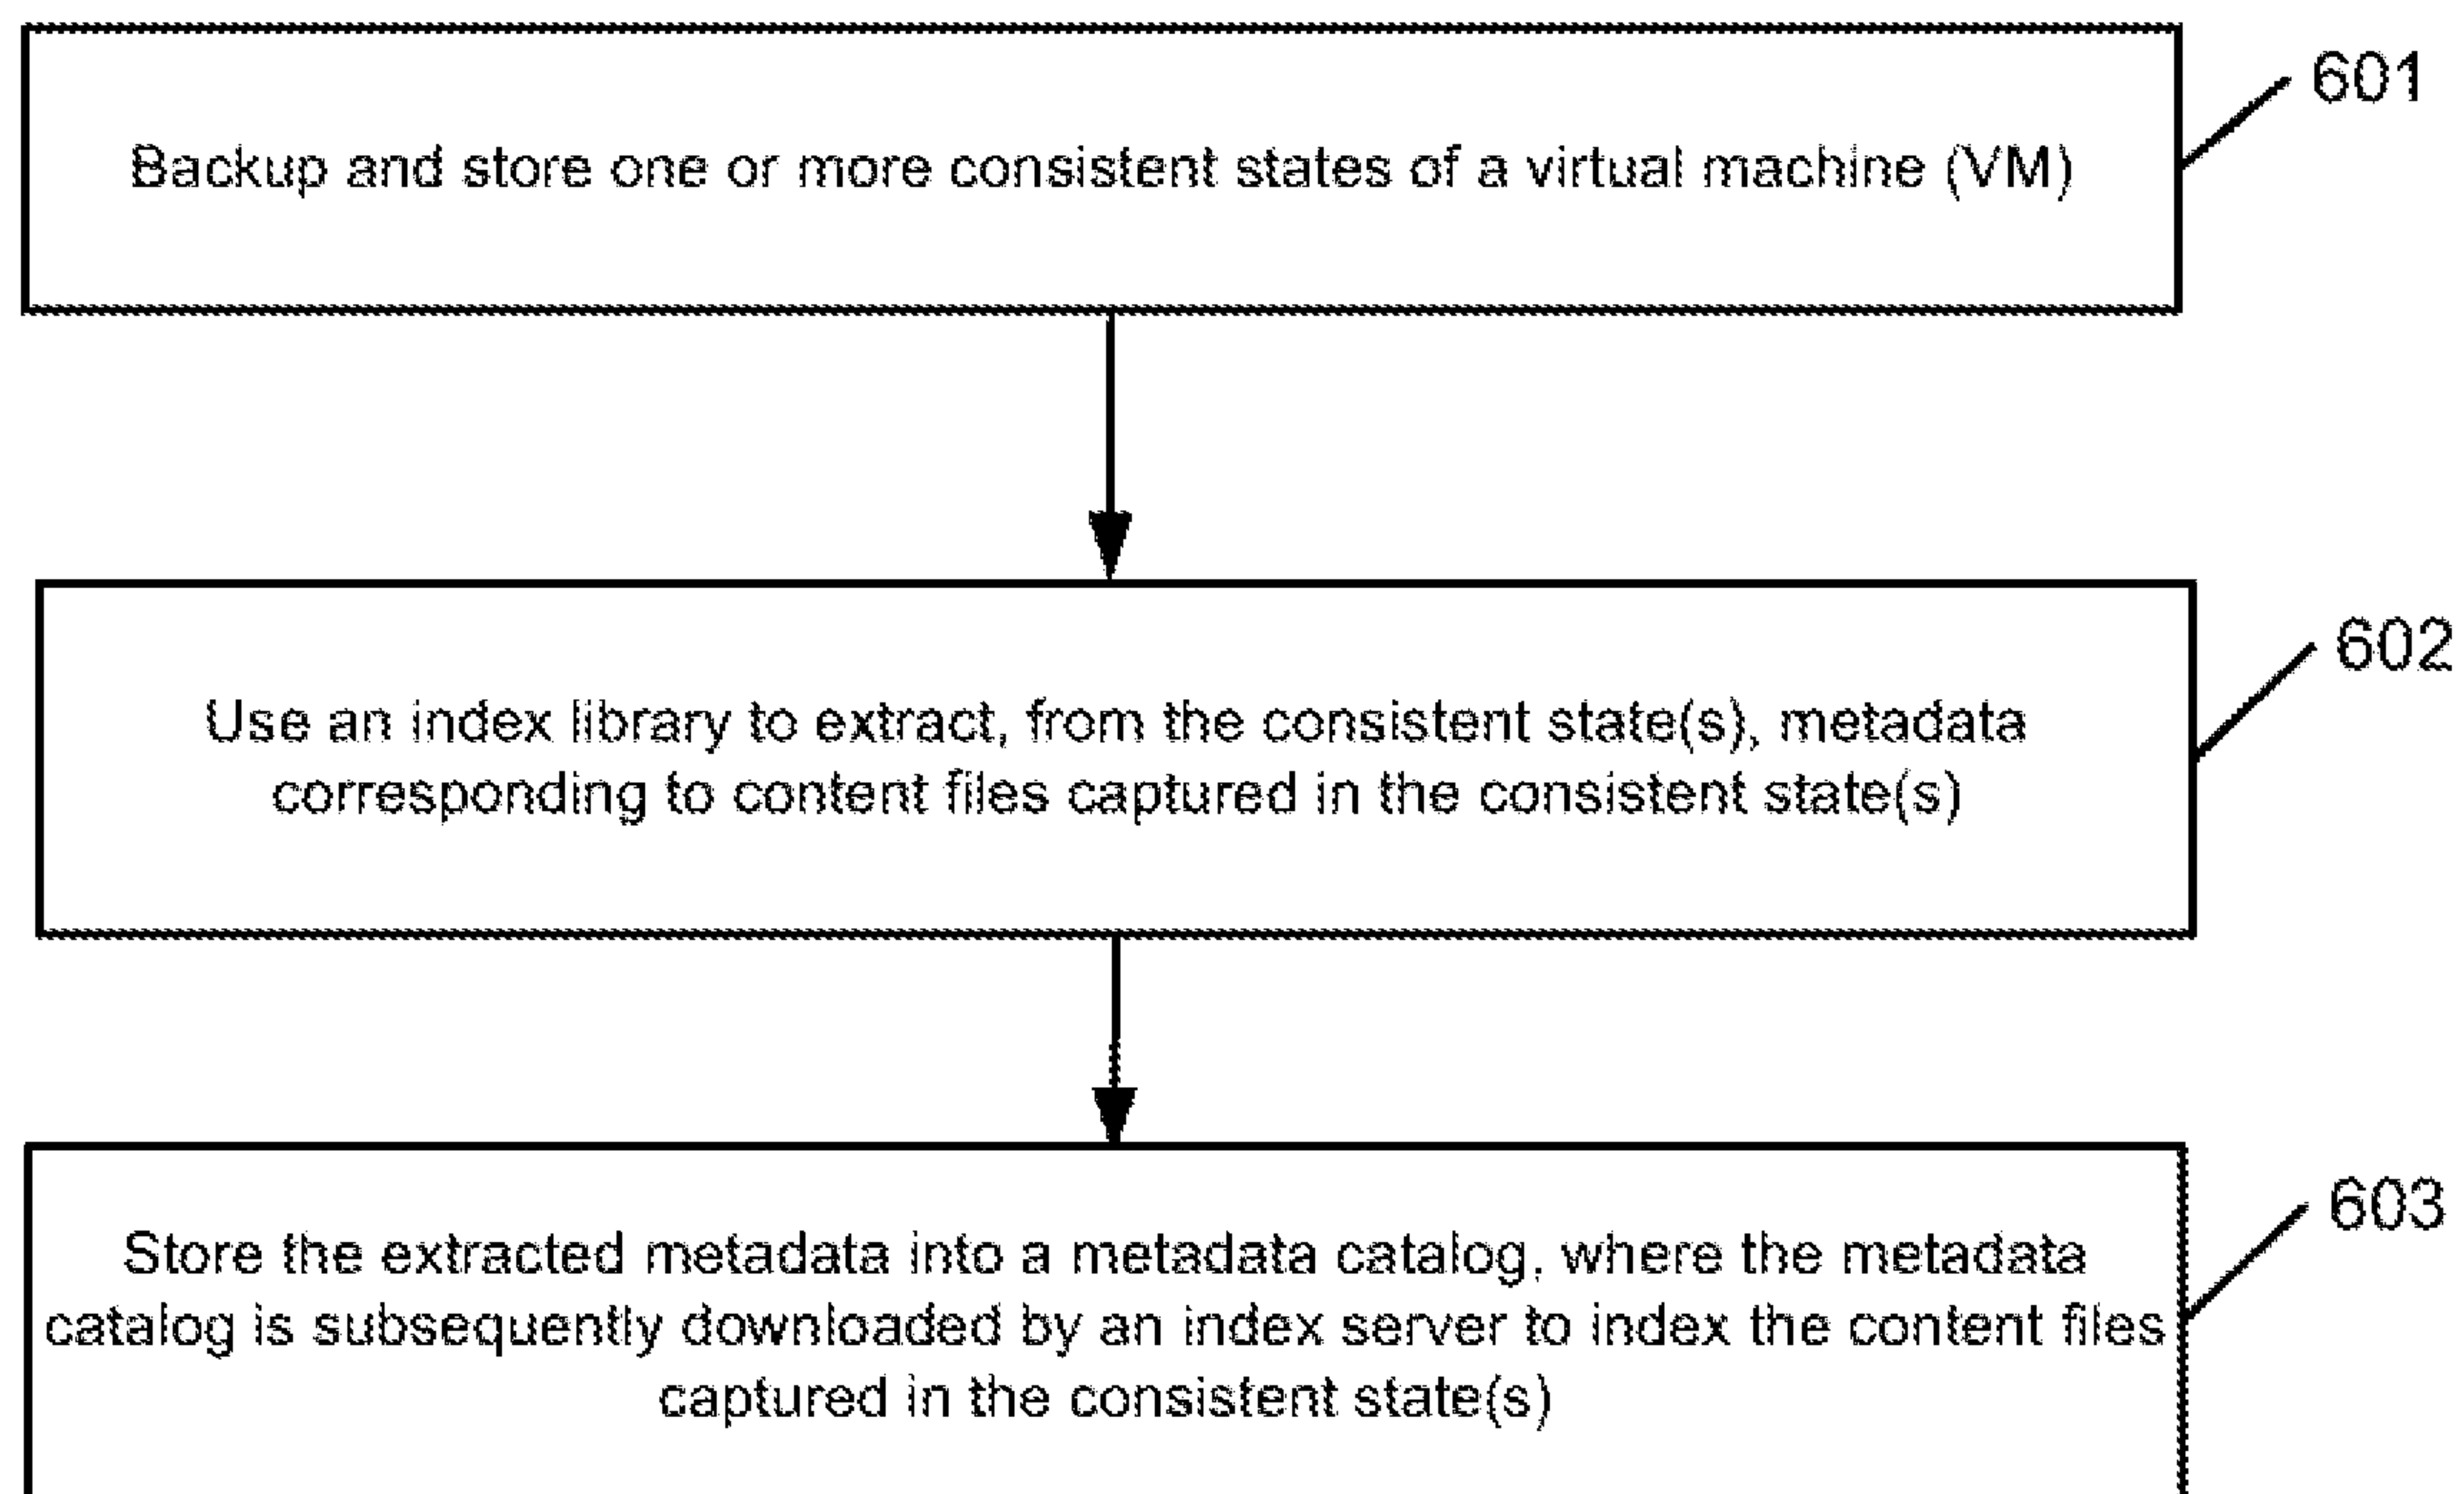 601
Backup and store one or more consistent states of a virtual machine (VM)
602
Use an index library to extract, from the consistent state(s), metadata
corresponding to content files captured in the consistent state(s)
603
Store the extracted metadata into a metadata catalog, where the metadata
catalog is subsequently downloaded by an index server to index the content files
captured in the consistent state(s)